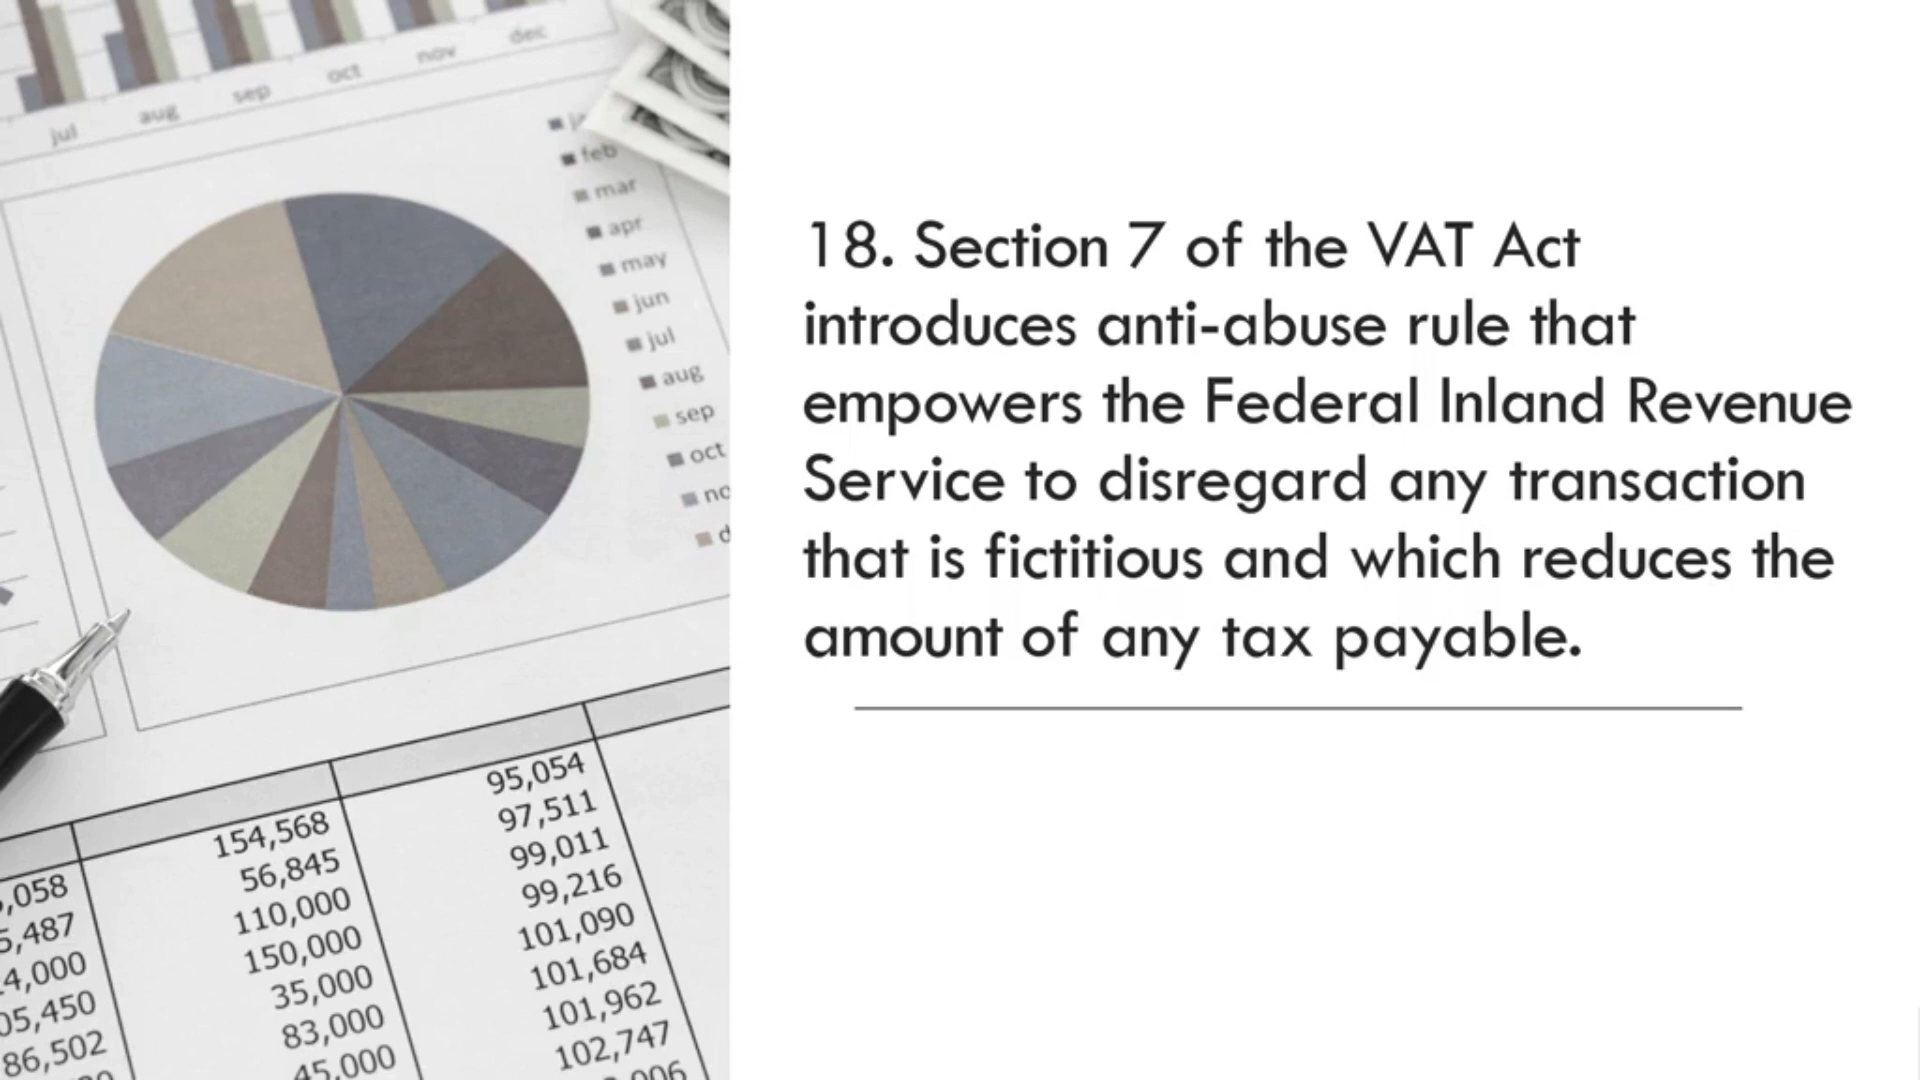 jul aug sep oct nov dec
feb
mar
apr
may
jun
jul
aug
sep
oct
18. Section 7 of the VAT Act
introduces anti-abuse rule that
empowers the Federal Inland Revenue
Service to disregard any transaction
that is fictitious and which reduces the
amount of any tax payable.
154,568
56,845
110,000
150,000
35,000
83,000
45,000
95,054
97,511
99,011
99,216
101,090
101,684
101,962
102,747